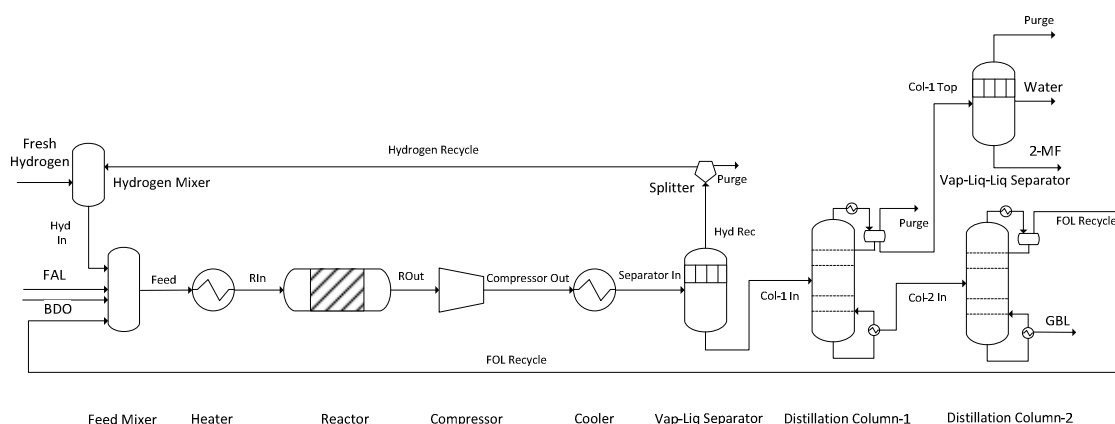 Purge
Col-1 Top
Water
Fresh
Hydrogen
Hydrogen Recycle
2-MF
Hydrogen Mixer
Splitter
Purge
Vap-Liq-Liq Separator
Hyd
In
Hyd Rec
Purge
FOL Recycle
FAL
Feed
RIn
ROut
Compressor Out
Separator In
Col-1 In
Col-2 In
BDO
GBL
FOL Recycle
Feed Mixer
Heater
Reactor
Compressor
Cooler
Vap-Liq Separator
Distillation Column-1
Distillation Column-2